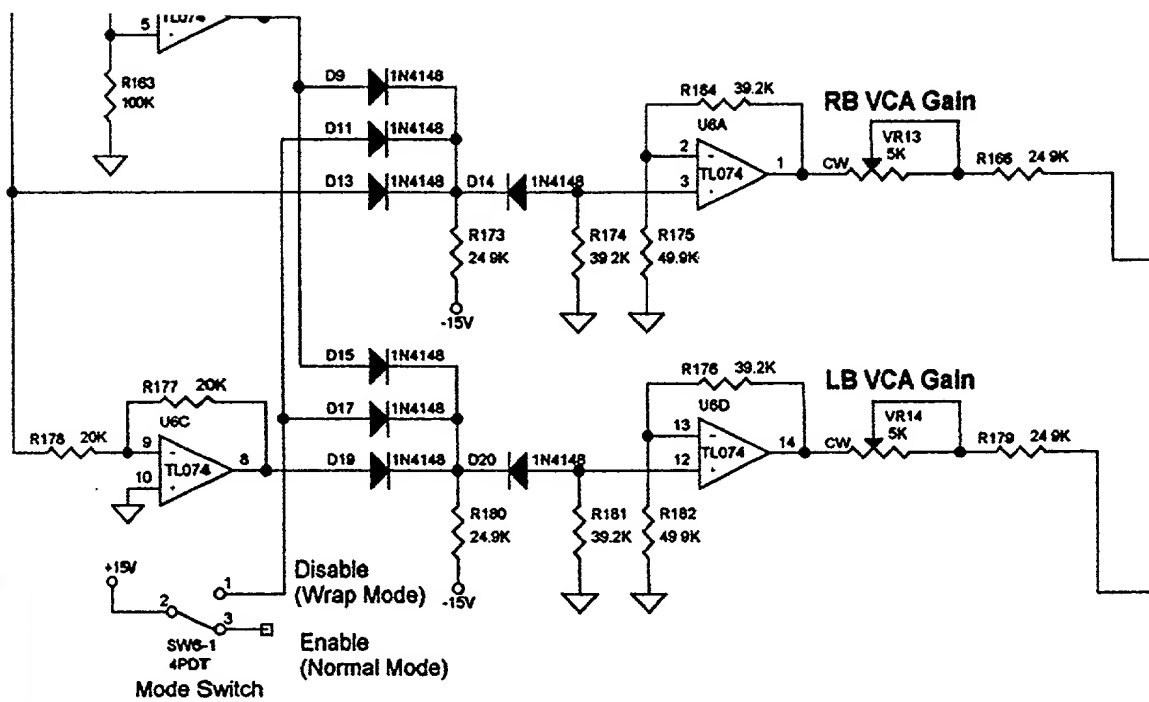 5
TL074
-
R163
100K
D9 1N4148
D11 1N4148
D13 1N4148 D14 1N4148
R173
24.9K
-15V
R164 39.2K
U6A
2 -
TL074 1
3
R174
39.2K
R175
49.9K
RB VCA Gain
VR13
5K
CW
R166 24.9K
D15 1N4148
D17 1N4148
D19 1N4148 D20 1N4148
R177 20K
U6C
R178 20K 9 -
TL074 8
10 +
R180
24.9K
-15V
R176 39.2K
U6D
13 -
TL074 14
12 +
R181
39.2K
R182
49.9K
LB VCA Gain
VR14
5K
CW
R179 24.9K
+15V
1
2
3
SW6-1
4PDT
Mode Switch
Disable
(Wrap Mode)
Enable
(Normal Mode)